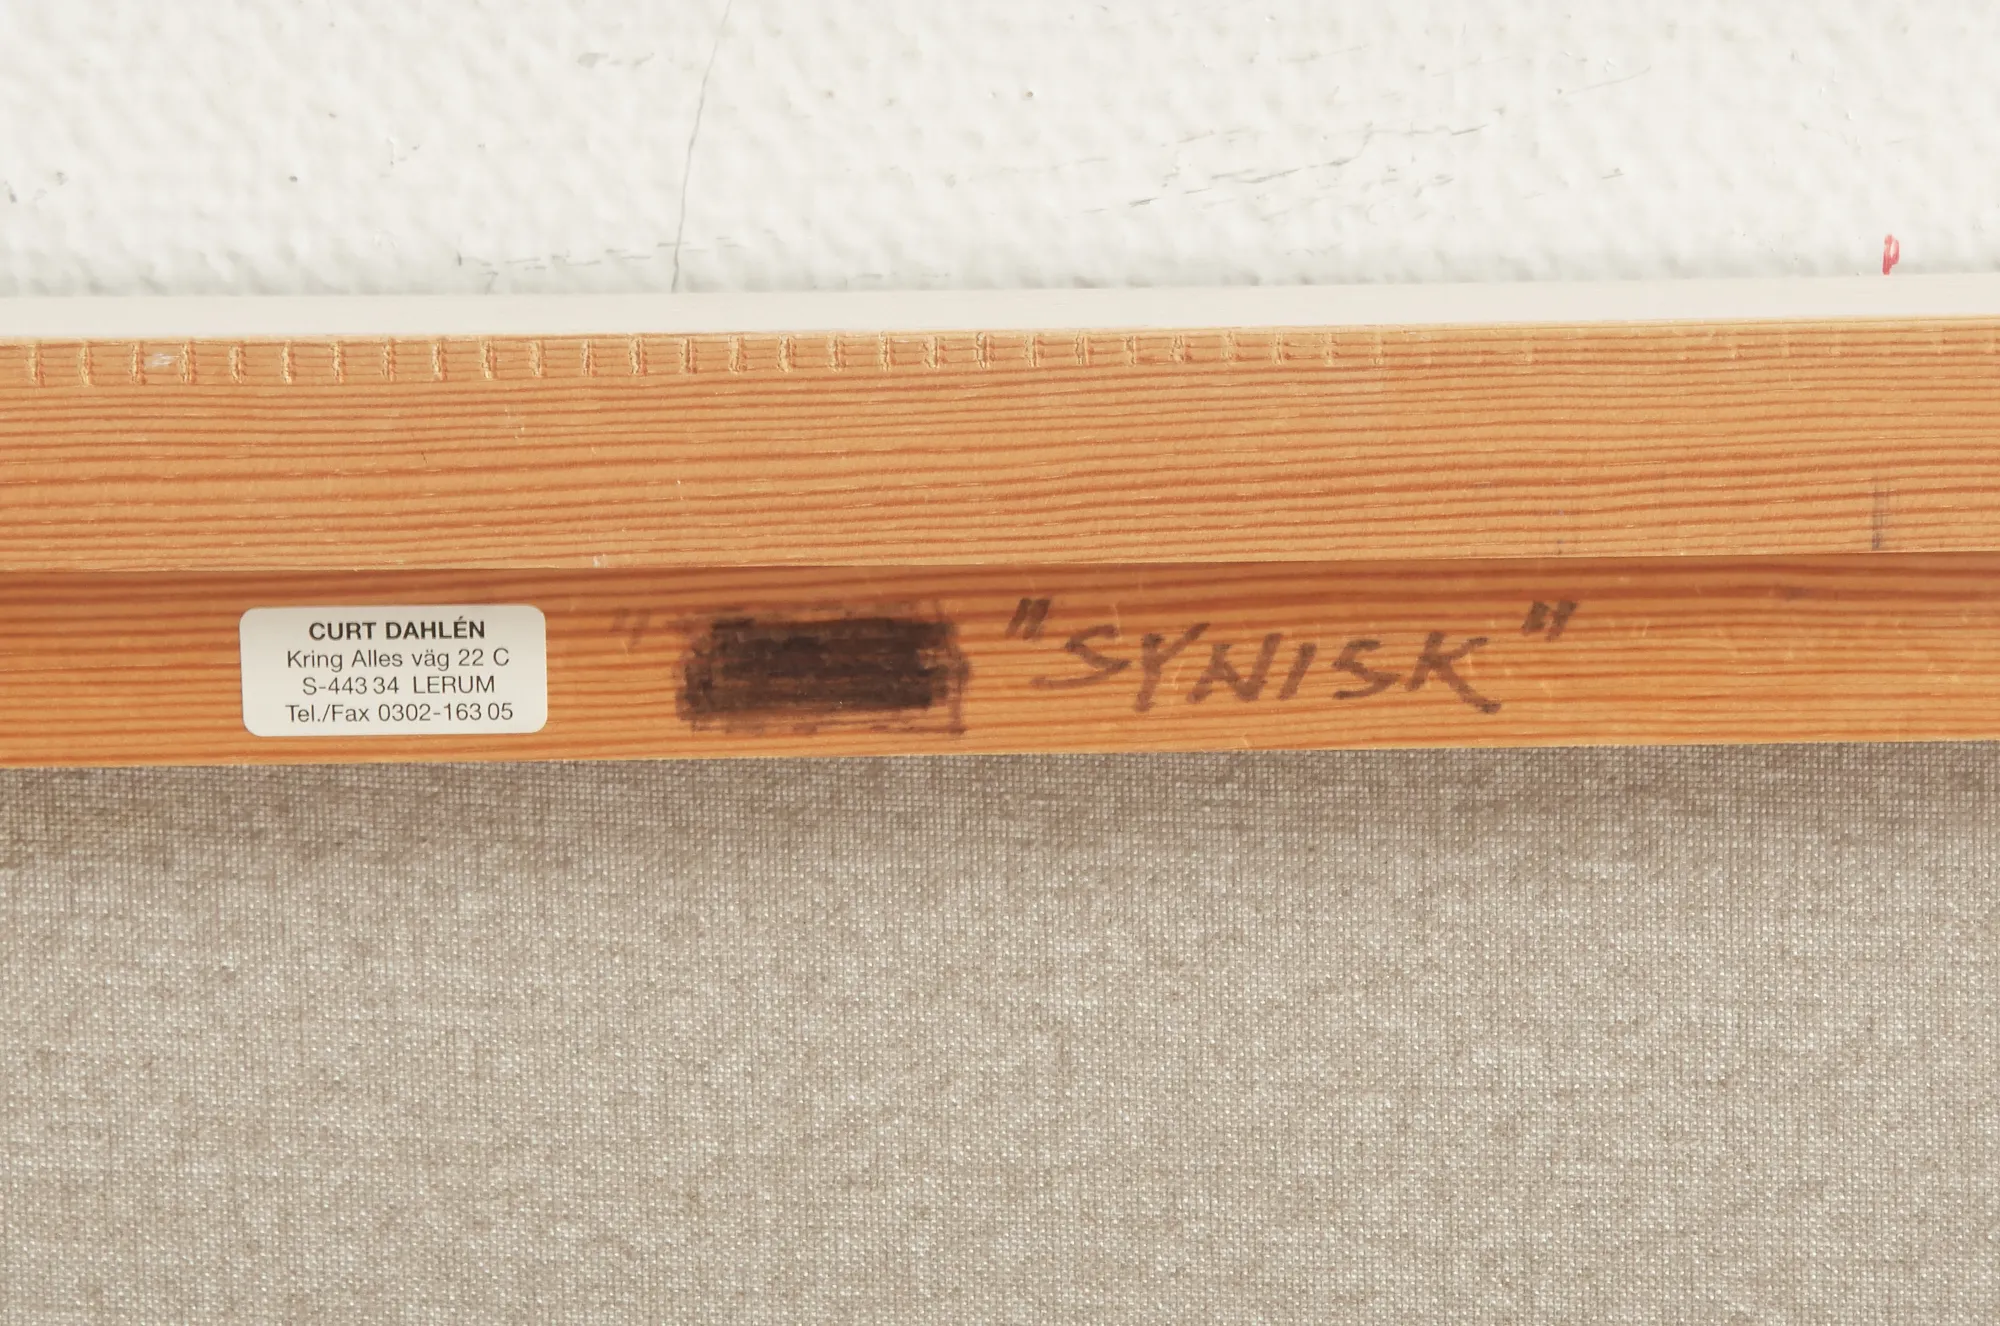 CURT DAHLÉN
Kring Alles väg 22 C
S-443 34 LERUM
Tel./Fax 0302-163 05
"SYNISK"